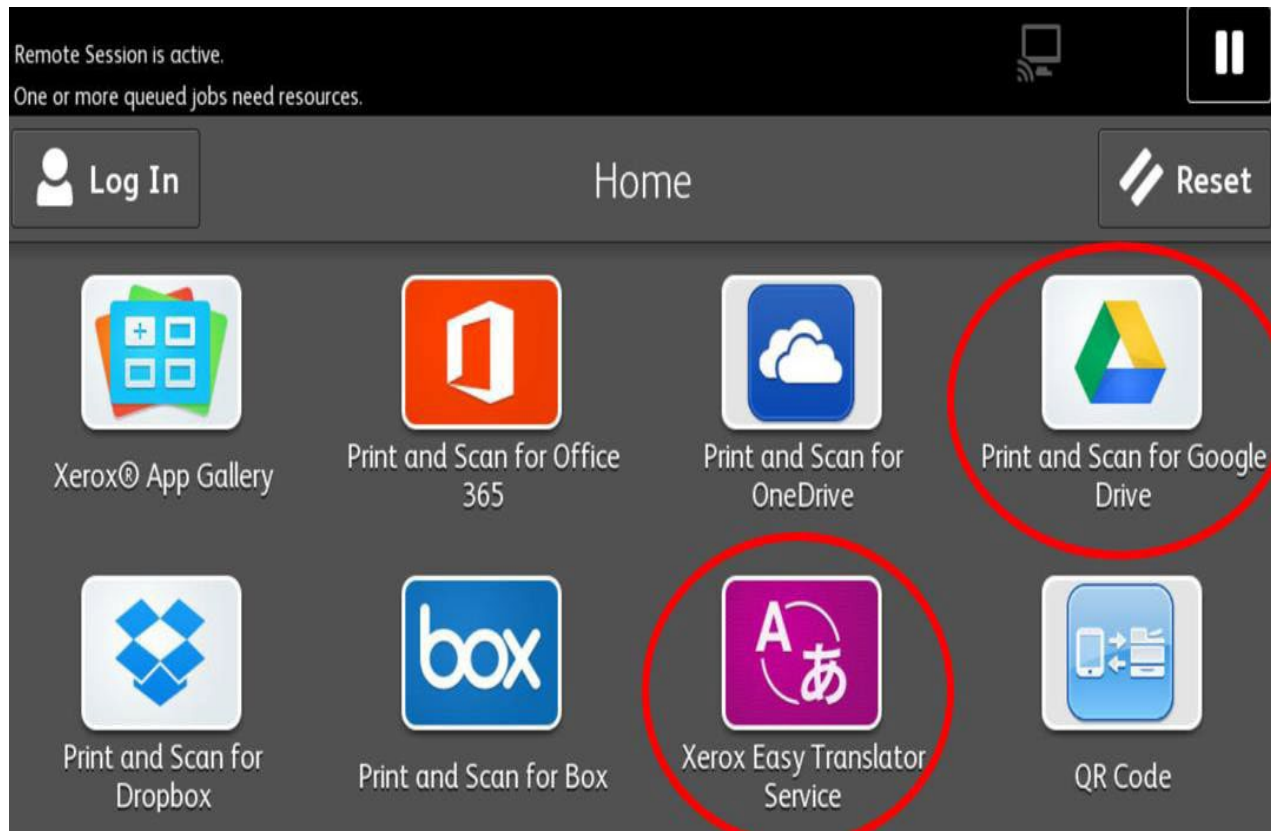 Remote Session is active.
One or more queued jobs need resources.
Log In
Home
Reset
Xerox® App Gallery
Print and Scan for Office
365
Print and Scan for
OneDrive
Print and Scan for Google
Drive
box
A
あ
Print and Scan for
Dropbox
Print and Scan for Box
Xerox Easy Translator
Service
QR Code